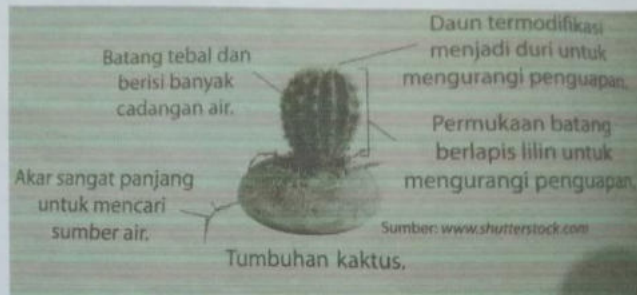 Daun termodifikasi
menjadi duri untuk
mengurangi penguapan.
Batang tebal dan
berisi banyak
cadangan air.
Permukaan batang
berlapis lilin untuk
mengurangi penguapan.
Akar sangat panjang
untuk mencari
sumber air.
Sumber: www.shutterstock.com
Tumbuhan kaktus.